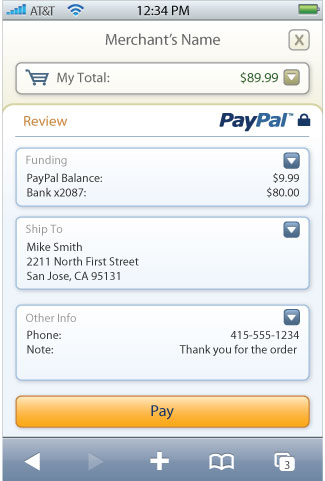 AT&T 12:34 PM
Merchant's Name X
My Total: $89.99
Review PayPal™
Funding
PayPal Balance: $9.99
Bank x2087: $80.00
Ship To
Mike Smith
2211 North First Street
San Jose, CA 95131
Other Info
Phone: 415-555-1234
Note: Thank you for the order
Pay
3